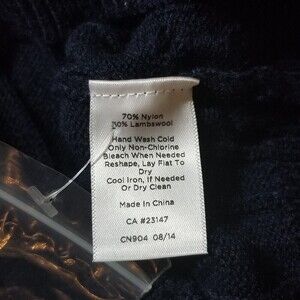 70% Nylon
30% Lambswool
Hand Wash Cold
Only Non-Chlorine
Bleach When Needed
Reshape, Lay Flat To
Dry
Cool Iron, If Needed
Or Dry Clean
Made In China
CA #23147
CN904 08/14